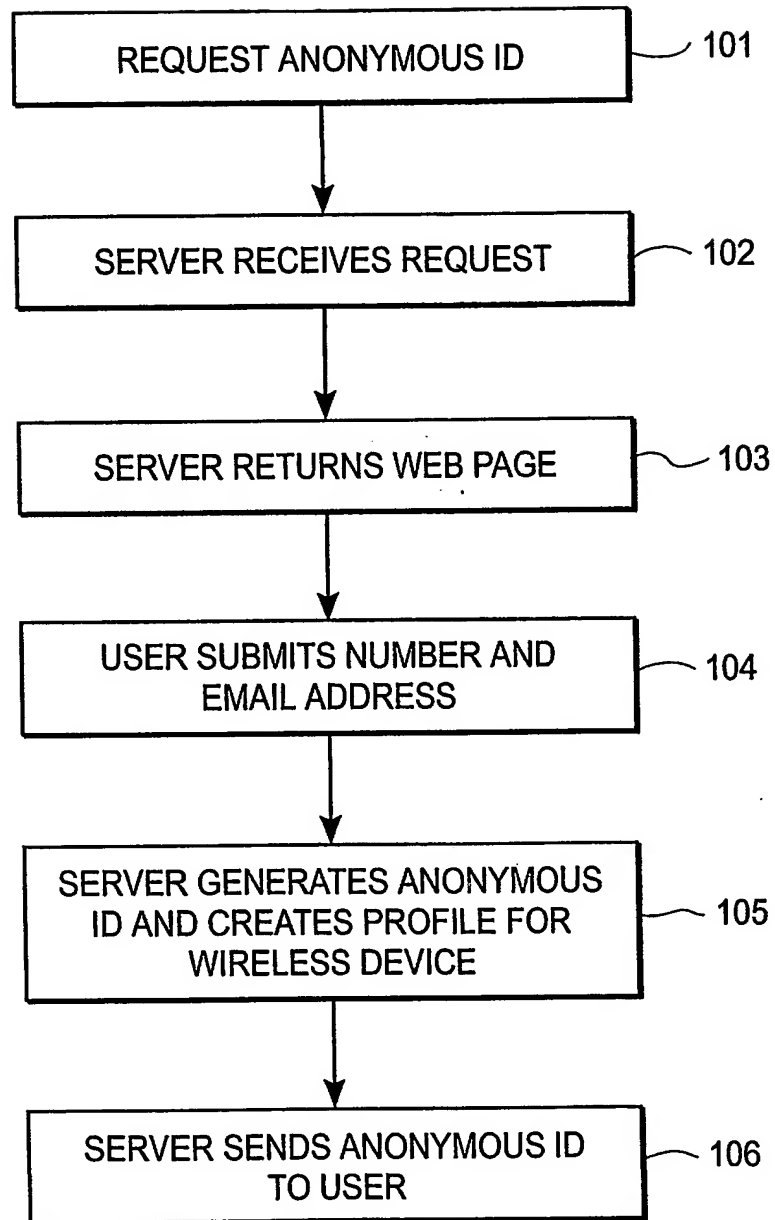 REQUEST ANONYMOUS ID
101
SERVER RECEIVES REQUEST
102
SERVER RETURNS WEB PAGE
103
USER SUBMITS NUMBER AND
EMAIL ADDRESS
104
SERVER GENERATES ANONYMOUS
ID AND CREATES PROFILE FOR
WIRELESS DEVICE
105
SERVER SENDS ANONYMOUS ID
TO USER
106